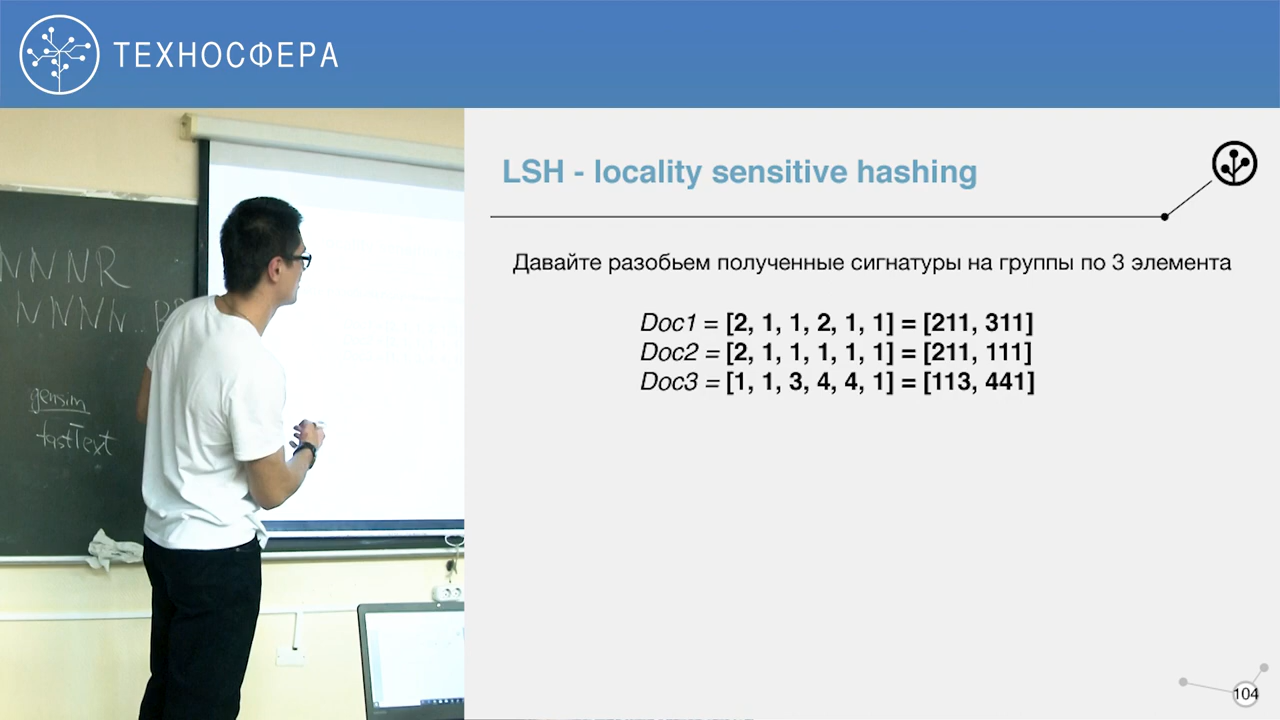 ТЕХНОСФЕРА
NNNR
NNNN..
gensim
fastText
LSH - locality sensitive hashing
Давайте разобьем полученные сигнатуры на группы по 3 элемента
Doc1 = [2, 1, 1, 2, 1, 1] = [211, 311]
Doc2 = [2, 1, 1, 1, 1, 1] = [211, 111]
Doc3 = [1, 1, 3, 4, 4, 1] = [113, 441]
104